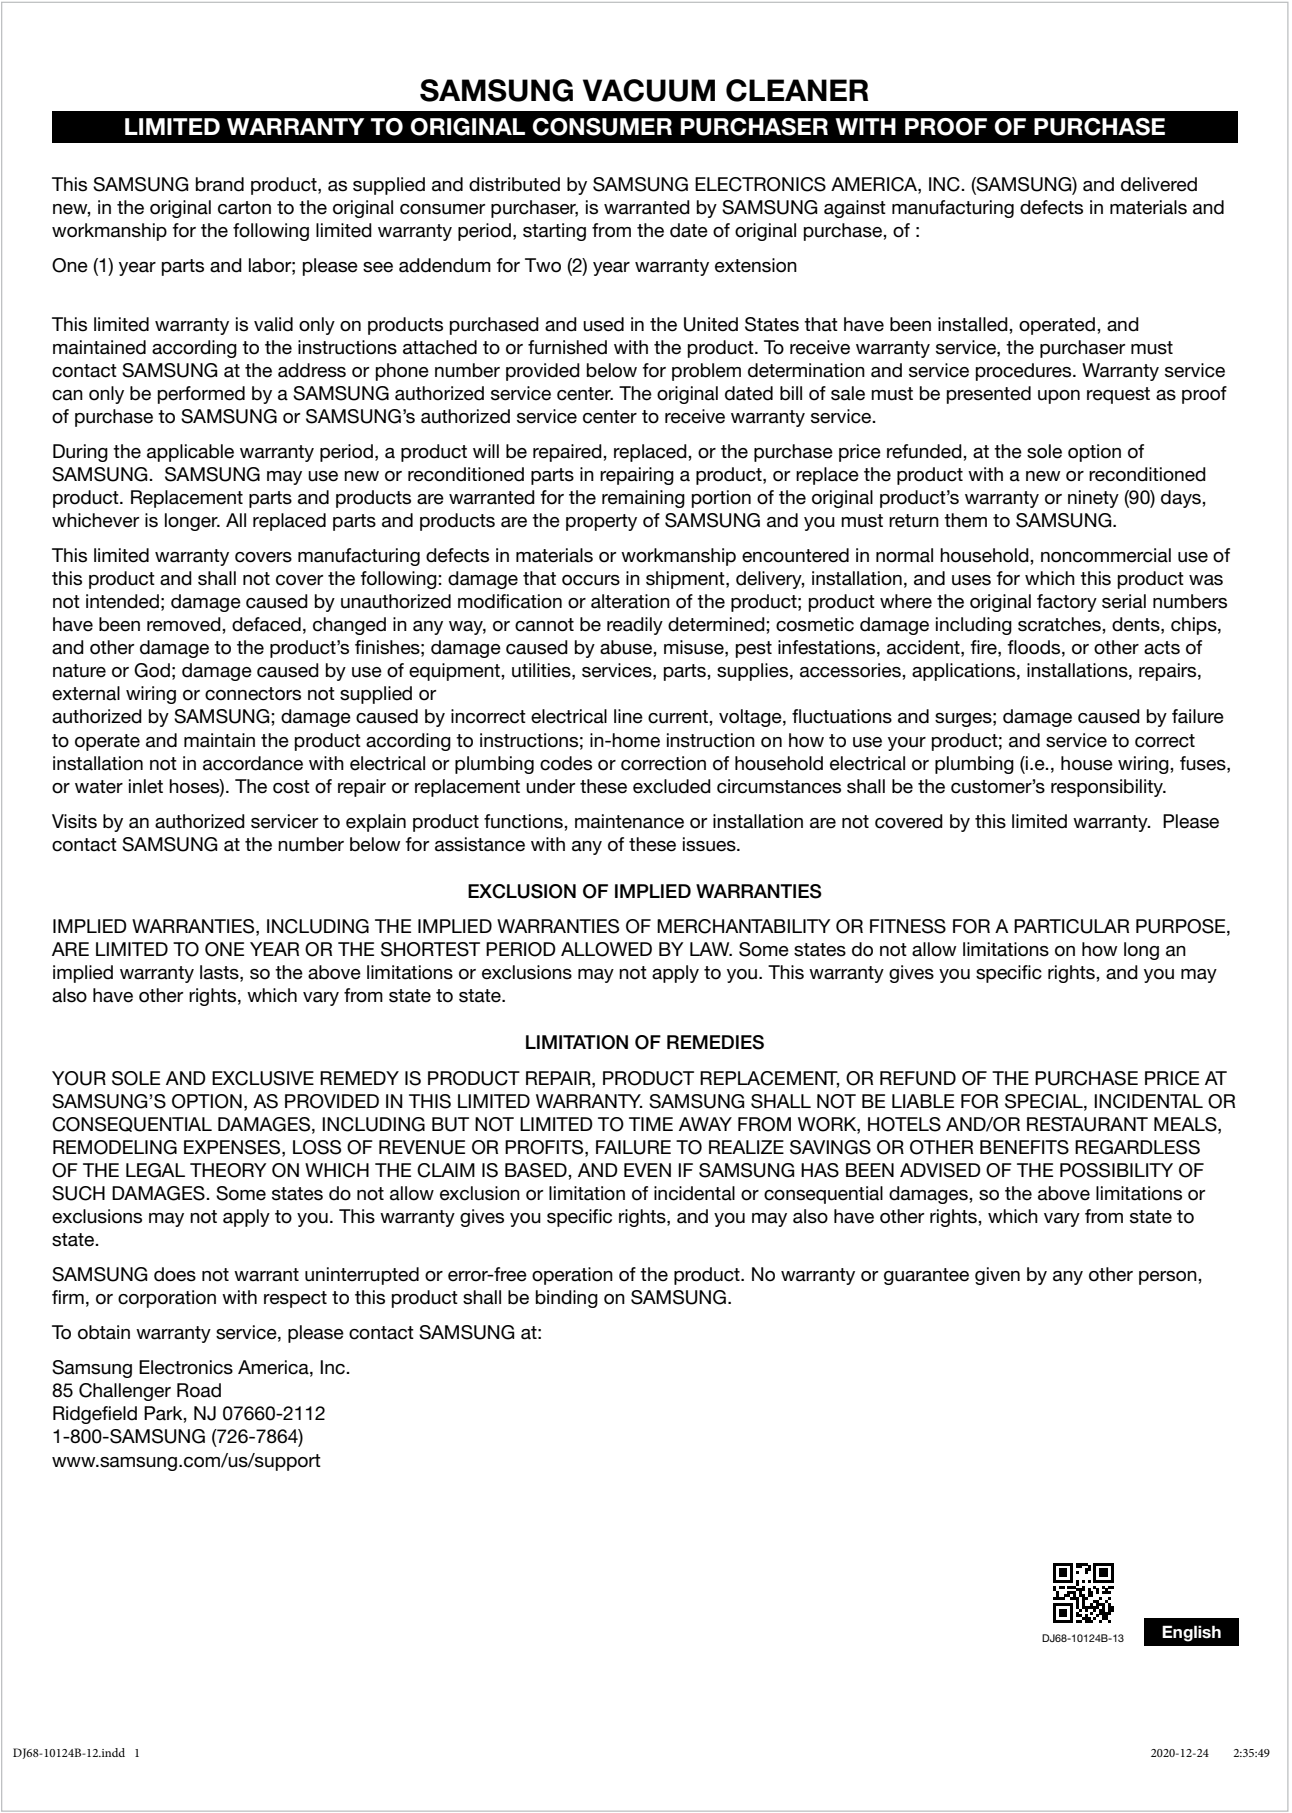 SAMSUNG VACUUM CLEANER
LIMITED WARRANTY TO ORIGINAL CONSUMER PURCHASER WITH PROOF OF PURCHASE
This SAMSUNG brand product, as supplied and distributed by SAMSUNG ELECTRONICS AMERICA, INC. (SAMSUNG) and delivered
new, in the original carton to the original consumer purchaser, is warranted by SAMSUNG against manufacturing defects in materials and
workmanship for the following limited warranty period, starting from the date of original purchase, of :
One (1) year parts and labor; please see addendum for Two (2) year warranty extension
This limited warranty is valid only on products purchased and used in the United States that have been installed, operated, and
maintained according to the instructions attached to or furnished with the product. To receive warranty service, the purchaser must
contact SAMSUNG at the address or phone number provided below for problem determination and service procedures. Warranty service
can only be performed by a SAMSUNG authorized service center. The original dated bill of sale must be presented upon request as proof
of purchase to SAMSUNG or SAMSUNG's authorized service center to receive warranty service.
During the applicable warranty period, a product will be repaired, replaced, or the purchase price refunded, at the sole option of
SAMSUNG.  SAMSUNG may use new or reconditioned parts in repairing a product, or replace the product with a new or reconditioned
product. Replacement parts and products are warranted for the remaining portion of the original product's warranty or ninety (90) days,
whichever is longer. All replaced parts and products are the property of SAMSUNG and you must return them to SAMSUNG.
This limited warranty covers manufacturing defects in materials or workmanship encountered in normal household, noncommercial use of
this product and shall not cover the following: damage that occurs in shipment, delivery, installation, and uses for which this product was
not intended; damage caused by unauthorized modification or alteration of the product; product where the original factory serial numbers
have been removed, defaced, changed in any way, or cannot be readily determined; cosmetic damage including scratches, dents, chips,
and other damage to the product's finishes; damage caused by abuse, misuse, pest infestations, accident, fire, floods, or other acts of
nature or God; damage caused by use of equipment, utilities, services, parts, supplies, accessories, applications, installations, repairs,
external wiring or connectors not supplied or
authorized by SAMSUNG; damage caused by incorrect electrical line current, voltage, fluctuations and surges; damage caused by failure
to operate and maintain the product according to instructions; in-home instruction on how to use your product; and service to correct
installation not in accordance with electrical or plumbing codes or correction of household electrical or plumbing (i.e., house wiring, fuses,
or water inlet hoses). The cost of repair or replacement under these excluded circumstances shall be the customer's responsibility.
Visits by an authorized servicer to explain product functions, maintenance or installation are not covered by this limited warranty.  Please
contact SAMSUNG at the number below for assistance with any of these issues.
EXCLUSION OF IMPLIED WARRANTIES
IMPLIED WARRANTIES, INCLUDING THE IMPLIED WARRANTIES OF MERCHANTABILITY OR FITNESS FOR A PARTICULAR PURPOSE,
ARE LIMITED TO ONE YEAR OR THE SHORTEST PERIOD ALLOWED BY LAW. Some states do not allow limitations on how long an
implied warranty lasts, so the above limitations or exclusions may not apply to you. This warranty gives you specific rights, and you may
also have other rights, which vary from state to state.
LIMITATION OF REMEDIES
YOUR SOLE AND EXCLUSIVE REMEDY IS PRODUCT REPAIR, PRODUCT REPLACEMENT, OR REFUND OF THE PURCHASE PRICE AT
SAMSUNG'S OPTION, AS PROVIDED IN THIS LIMITED WARRANTY. SAMSUNG SHALL NOT BE LIABLE FOR SPECIAL, INCIDENTAL OR
CONSEQUENTIAL DAMAGES, INCLUDING BUT NOT LIMITED TO TIME AWAY FROM WORK, HOTELS AND/OR RESTAURANT MEALS,
REMODELING EXPENSES, LOSS OF REVENUE OR PROFITS, FAILURE TO REALIZE SAVINGS OR OTHER BENEFITS REGARDLESS
OF THE LEGAL THEORY ON WHICH THE CLAIM IS BASED, AND EVEN IF SAMSUNG HAS BEEN ADVISED OF THE POSSIBILITY OF
SUCH DAMAGES. Some states do not allow exclusion or limitation of incidental or consequential damages, so the above limitations or
exclusions may not apply to you. This warranty gives you specific rights, and you may also have other rights, which vary from state to
state.
SAMSUNG does not warrant uninterrupted or error-free operation of the product. No warranty or guarantee given by any other person,
firm, or corporation with respect to this product shall be binding on SAMSUNG.
To obtain warranty service, please contact SAMSUNG at:
Samsung Electronics America, Inc.
85 Challenger Road
Ridgefield Park, NJ 07660-2112
1-800-SAMSUNG (726-7864)
www.samsung.com/us/support
DJ68-10124B-13
English
DJ68-10124B-12.indd   1
2020-12-24   2:35:49